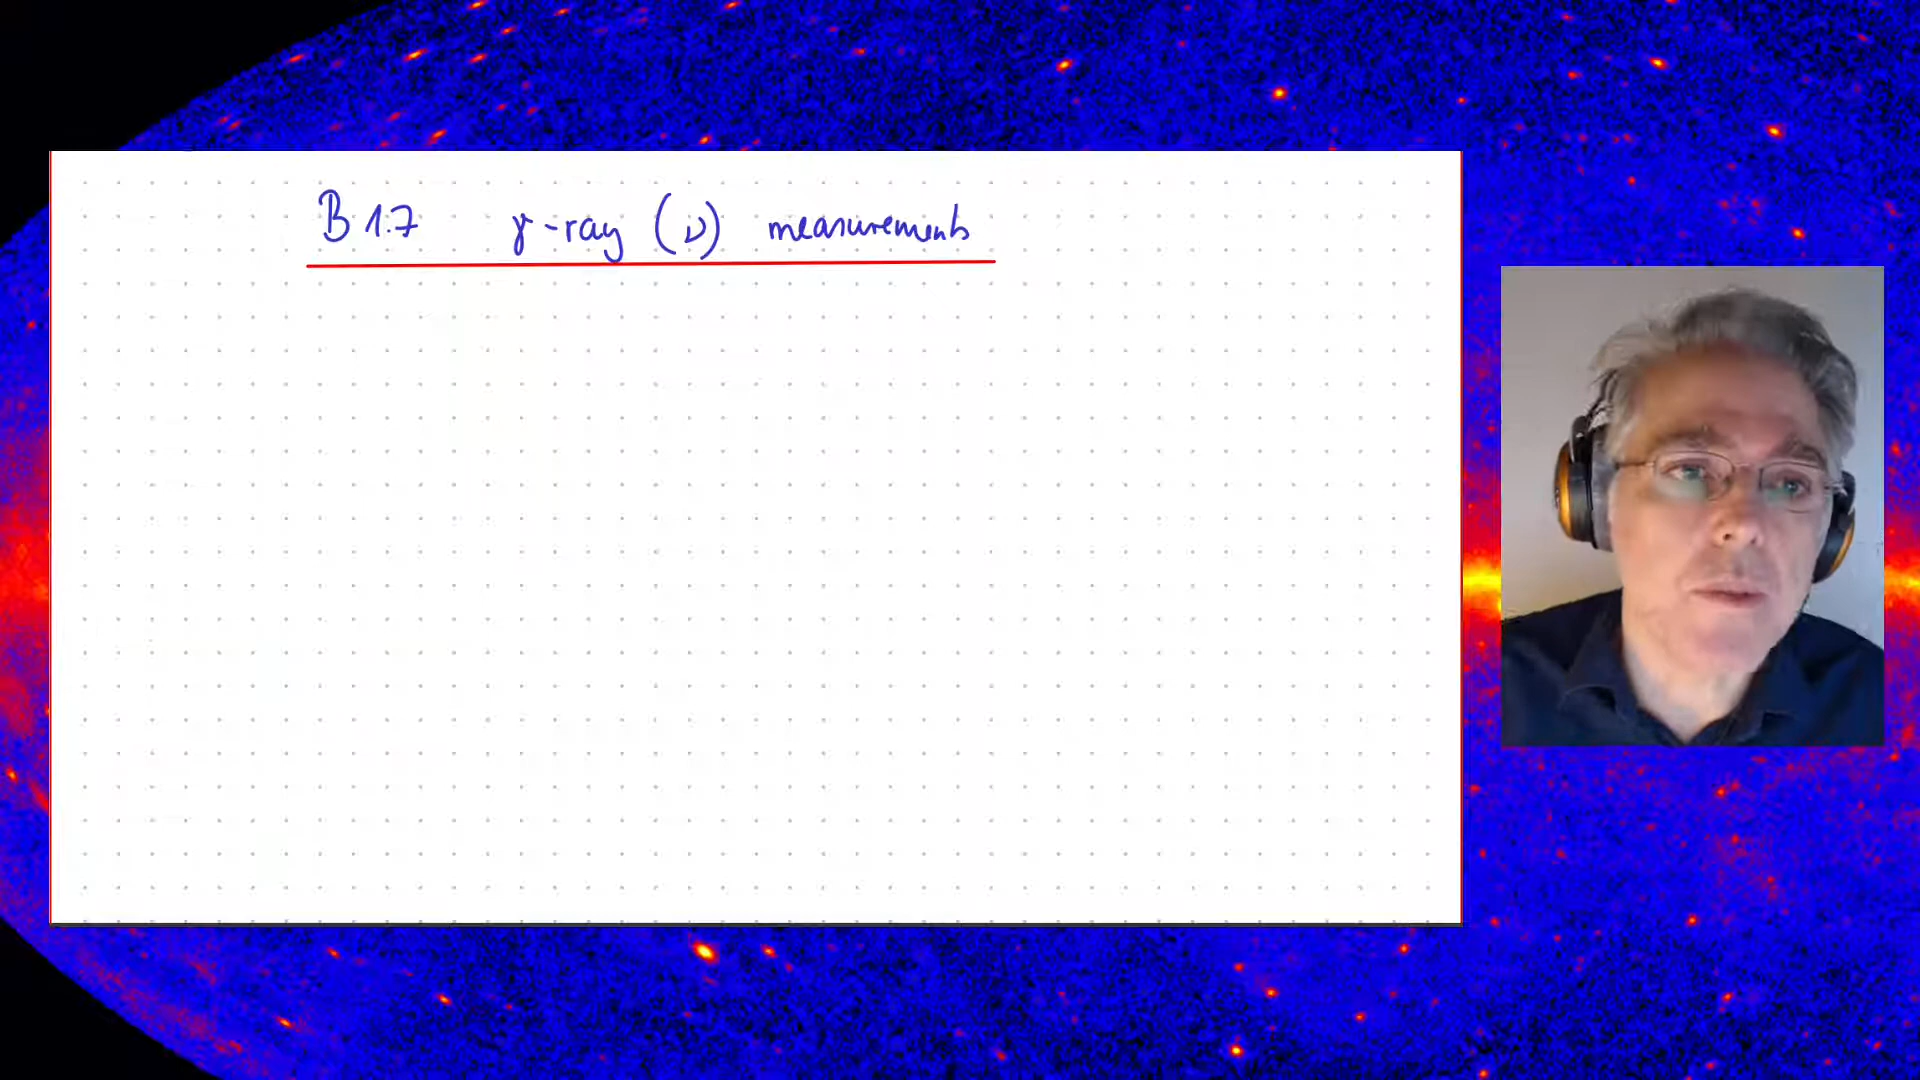 B 1.7 γ-ray (ν) measurements